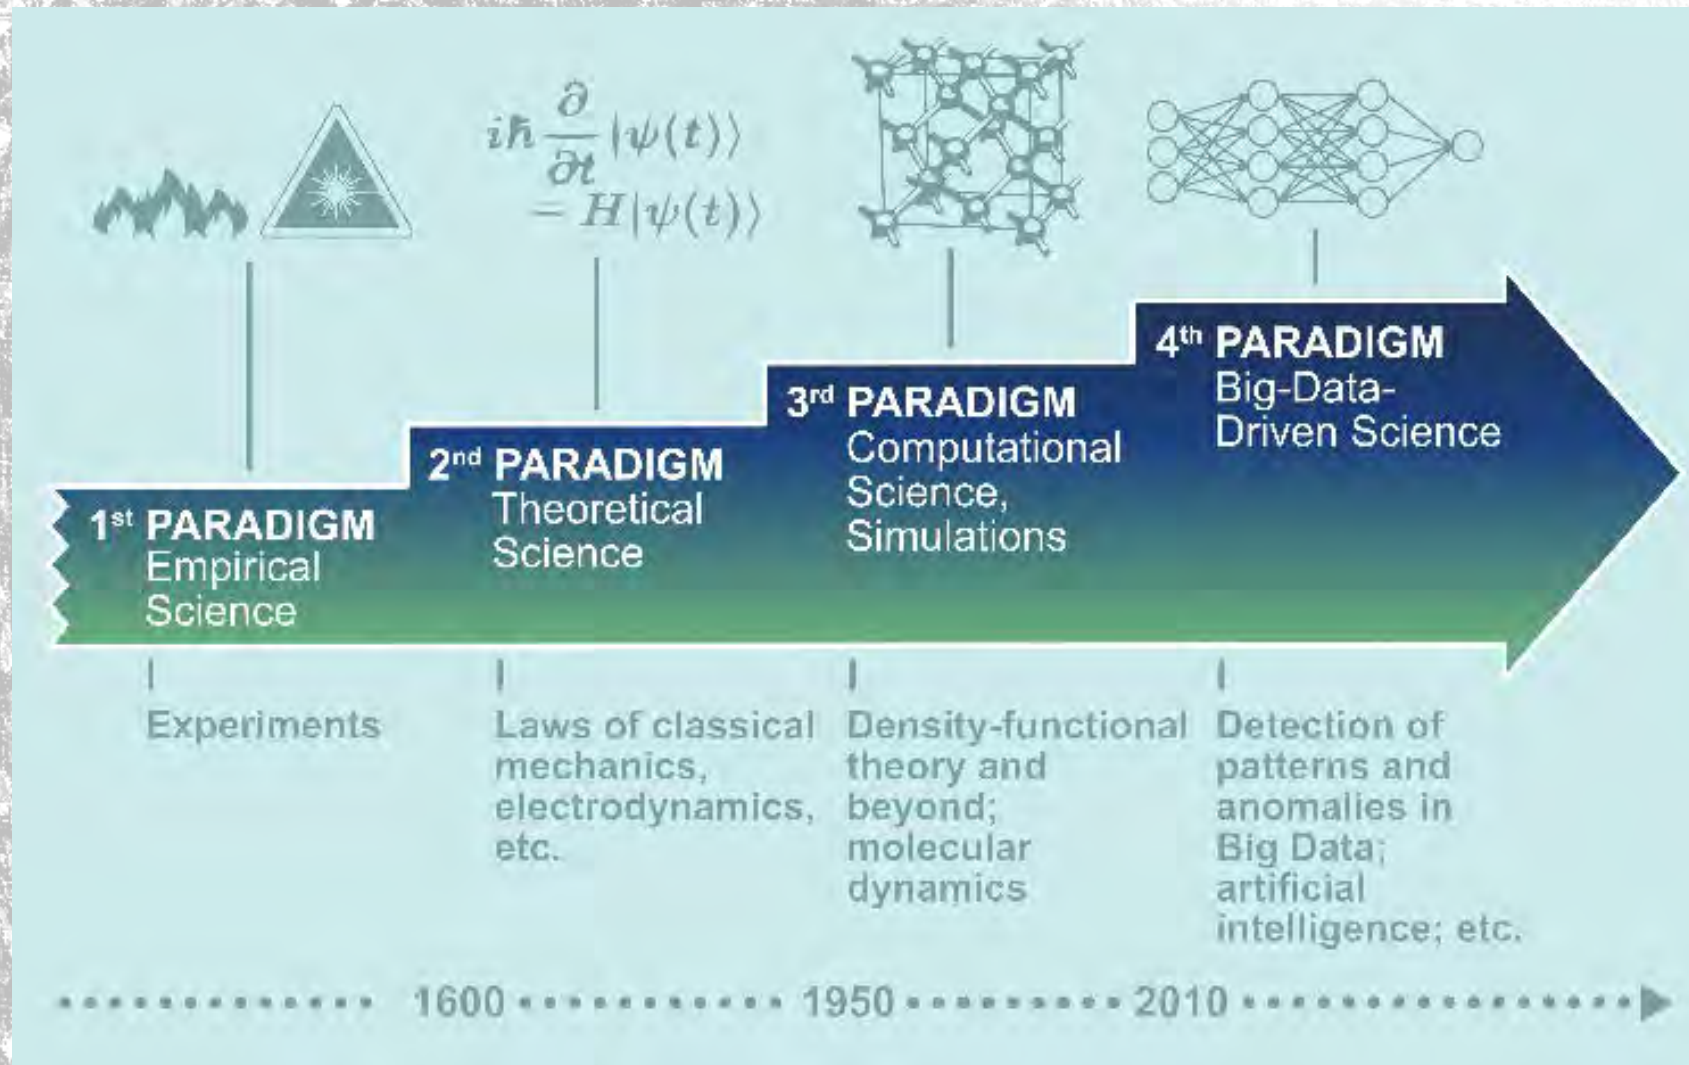 iħ ∂/∂t |ψ(t)⟩
− H|ψ(t)⟩
1st PARADIGM
Empirical
Science
2nd PARADIGM
Theoretical
Science
3rd PARADIGM
Computational
Science,
Simulations
4th PARADIGM
Big-Data-
Driven Science
Experiments
Laws of classical
mechanics,
electrodynamics,
etc.
Density-functional
theory and
beyond;
molecular
dynamics
Detection of
patterns and
anomalies in
Big Data;
artificial
intelligence; etc.
1600 1950 2010